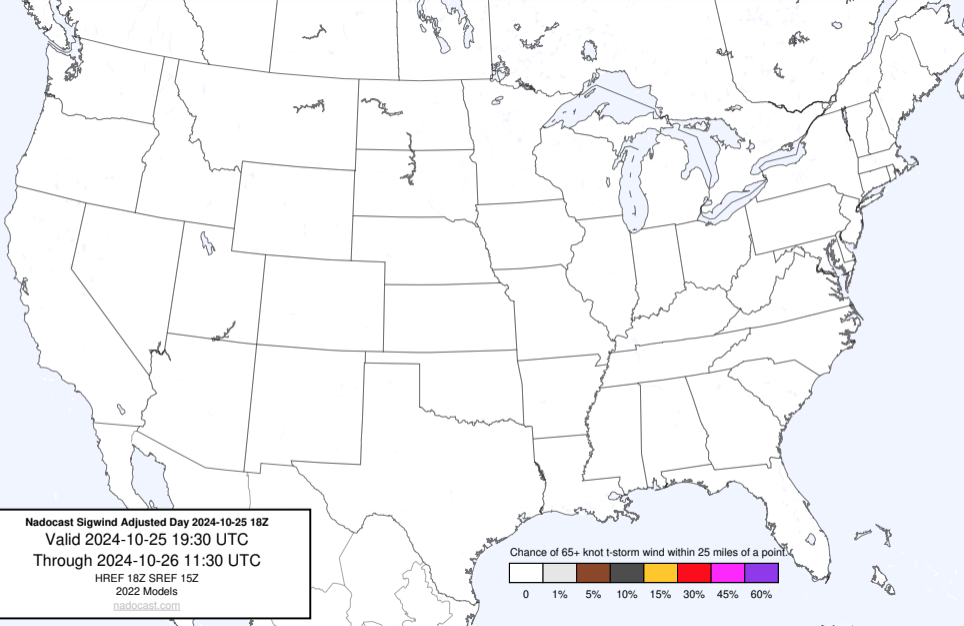 Nadocast Sigwind Adjusted Day 2024-10-25 18Z
Valid 2024-10-25 19:30 UTC
Through 2024-10-26 11:30 UTC
HREF 18Z SREF 15Z
2022 Models
nadocast.com
Chance of 65+ knot t-storm wind within 25 miles of a point.
0 1% 5% 10% 15% 30% 45% 60%